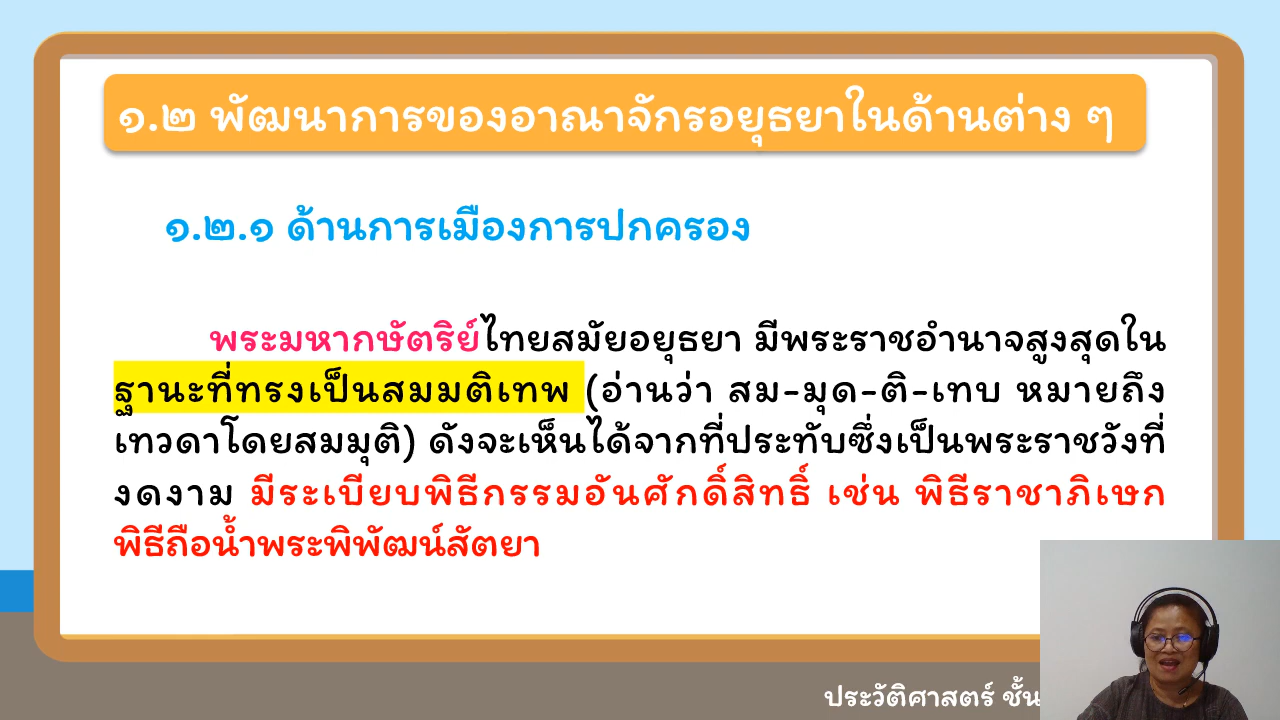 ๑.๒ พัฒนาการของอาณาจักรอยุธยาในด้านต่าง ๆ
๑.๒.๑ ด้านการเมืองการปกครอง
พระมหากษัตริย์ไทยสมัยอยุธยา มีพระราชอำนาจสูงสุดใน
ฐานะที่ทรงเป็นสมมติเทพ (อ่านว่า สม-มุด-ติ-เทบ หมายถึง
เทวดาโดยสมมุติ) ดังจะเห็นได้จากที่ประทับซึ่งเป็นพระราชวังที่
งดงาม มีระเบียบพิธีกรรมอันศักดิ์สิทธิ์ เช่น พิธีราชาภิเษก
พิธีถือน้ำพระพิพัฒน์สัตยา
ประวัติศาสตร์ ชั้น